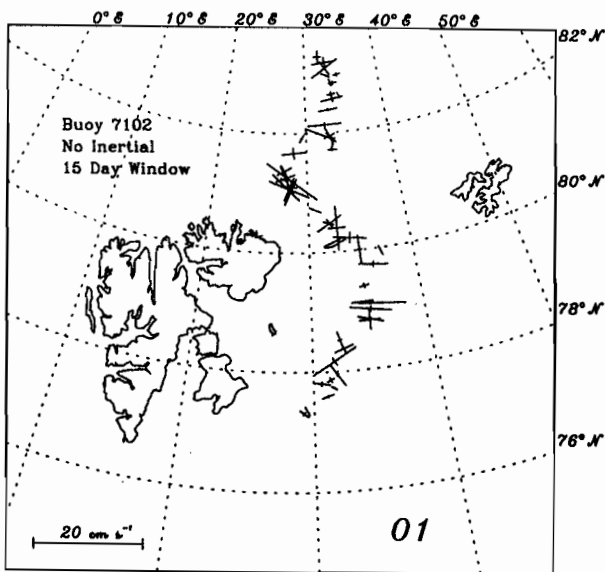 0°ℰ 10°ℰ 20°ℰ 30°ℰ 40°ℰ 50°ℰ
82°N
Buoy 7102
No Inertial
15 Day Window
80°N
78°N
76°N
20 cm s⁻¹
O1